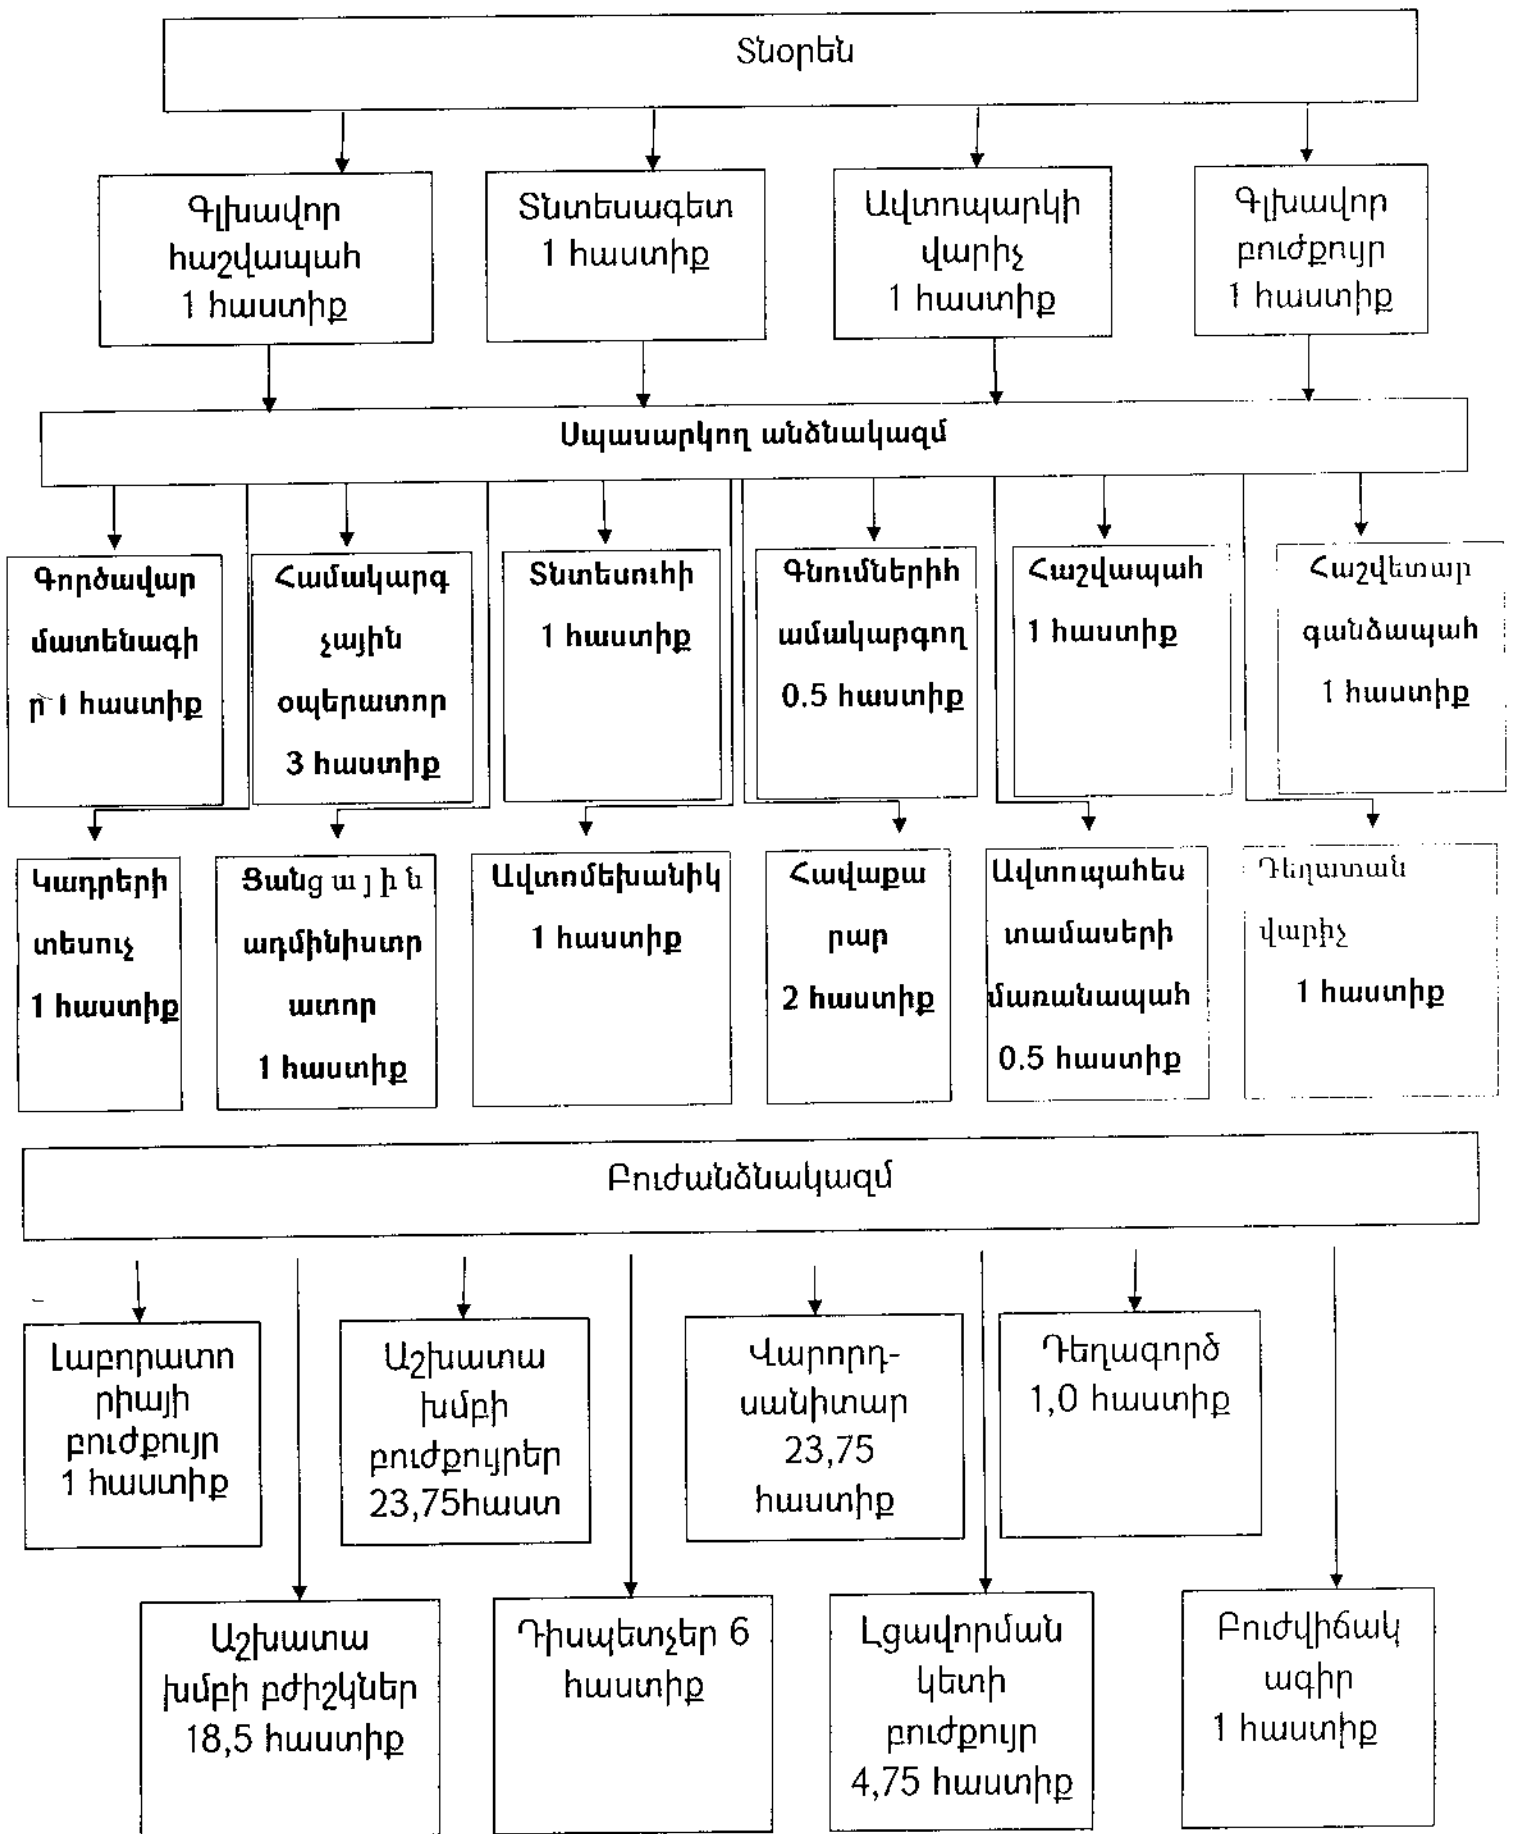 Տնօրեն
Գլխավոր
հաշվապահ
1 հաստիք
Տնտեսագետ
1 հաստիք
Ավտոպարկի
վարիչ
1 հաստիք
Գլխավոր
բուժքույր
1 հաստիք
Սպասարկող անձնակազմ
Գործավար
մատենագի
ր՝ 1 հաստիք
Համակարգ
չային
օպերատոր
3 հաստիք
Տնտեսուհի
1 հաստիք
Գնումներիհ
ամակարգող
0.5 հաստիք
Հաշվապահ
1 հաստիք
Հաշվետար
գանձապահ
1 հաստիք
Կադրերի
տեսուչ
1 հաստիք
Ցանցային
ադմինիստր
ատոր
1 հաստիք
Ավտոմեխանիկ
1 հաստիք
Հավաքա
րար
2 հաստիք
Ավտոպահես
տամասերի
մառանապահ
0.5 հաստիք
Դեղատան
վարիչ
1 հաստիք
Բուժանձնակազմ
Լաբորատո
րիայի
բուժքույր
1 հաստիք
Աշխատա
խմբի
բուժքույրեր
23,75հաստ
Վարորդ-
սանիտար
23,75
հաստիք
Դեղագործ
1,0 հաստիք
Աշխատա
խմբի բժիշկներ
18,5 հաստիք
Դիսպետչեր 6
հաստիք
Լցավորման
կետի
բուժքույր
4,75 հաստիք
Բուժվիճակ
ագիր
1 հաստիք